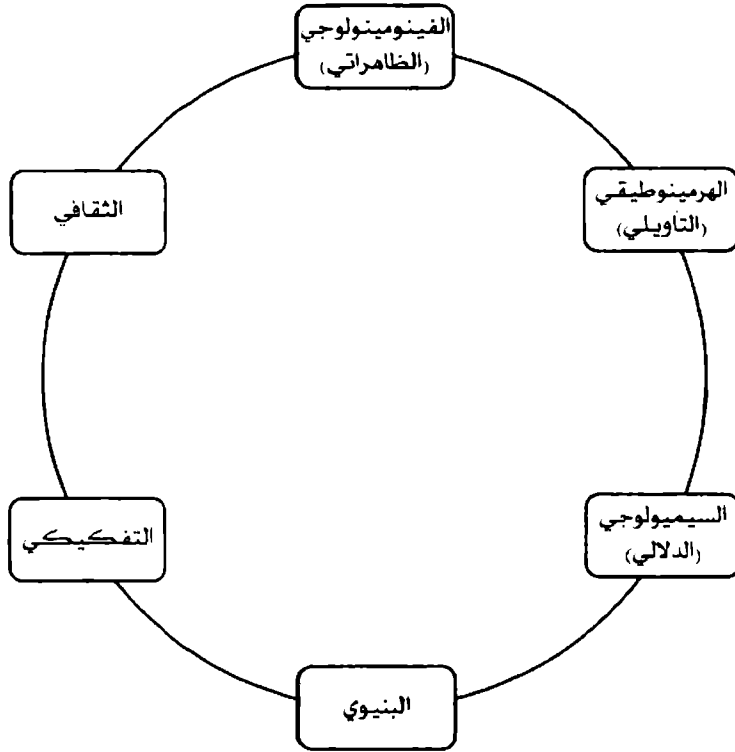 الفينومينولوجي
(الظاهراتي)
الهرمينوطيقي
(التأويلي)
السيميولوجي
(الدلالي)
البنيوي
التفكيكي
الثقافي